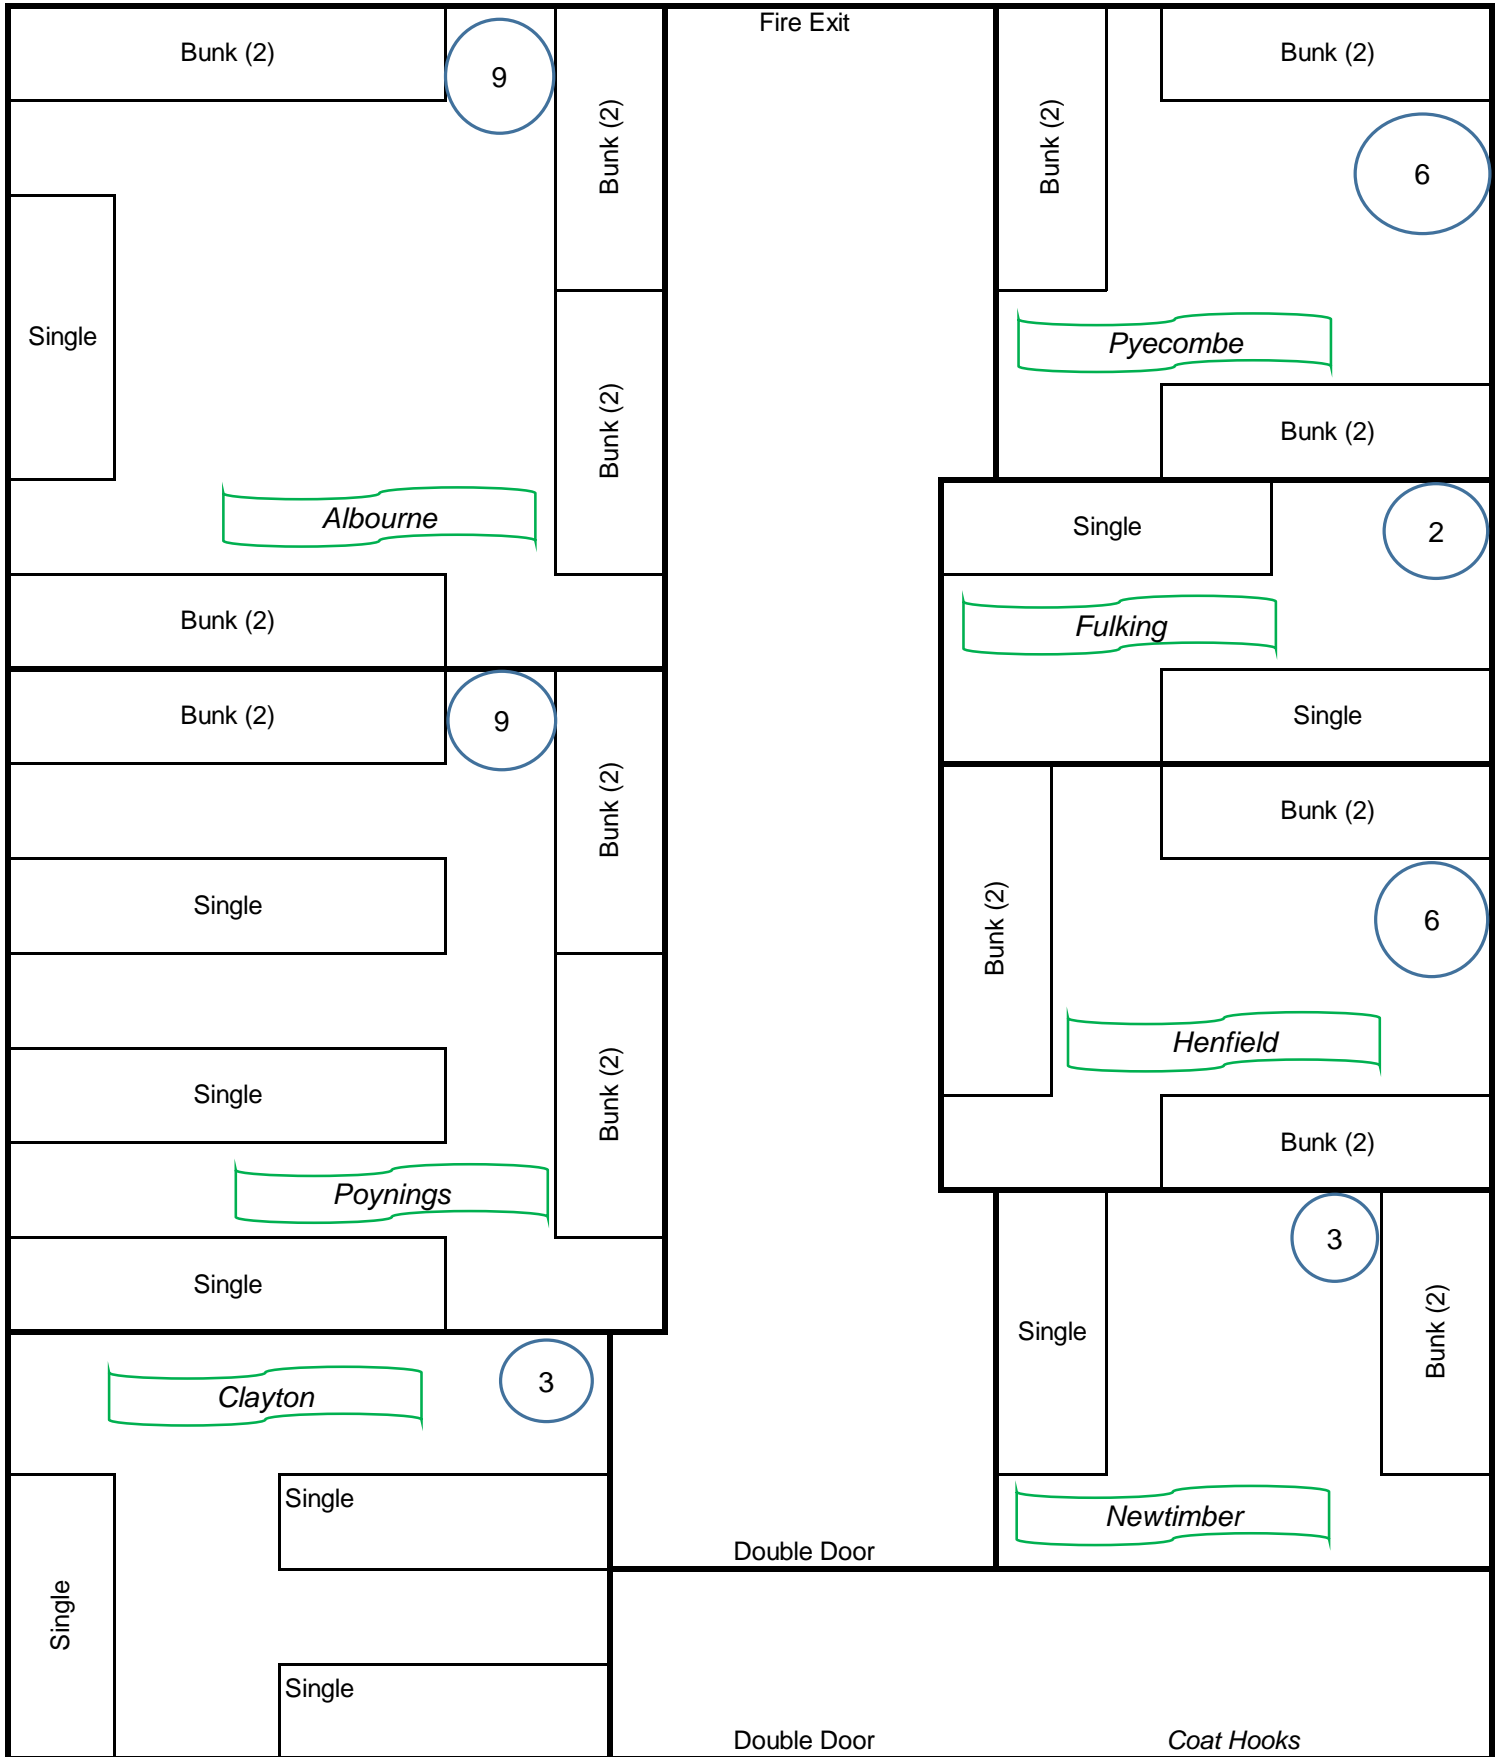 Bunk (2)
9
Bunk (2)
Single
Bunk (2)
Albourne
Bunk (2)
Bunk (2)
9
Bunk (2)
Single
Single
Bunk (2)
Poynings
Single
Clayton
3
Single
Single
Single
Fire Exit
Double Door
Double Door
Coat Hooks
Bunk (2)
Bunk (2)
6
Pyecombe
Bunk (2)
Single
2
Fulking
Single
Bunk (2)
Bunk (2)
6
Henfield
Bunk (2)
3
Single
Bunk (2)
Newtimber